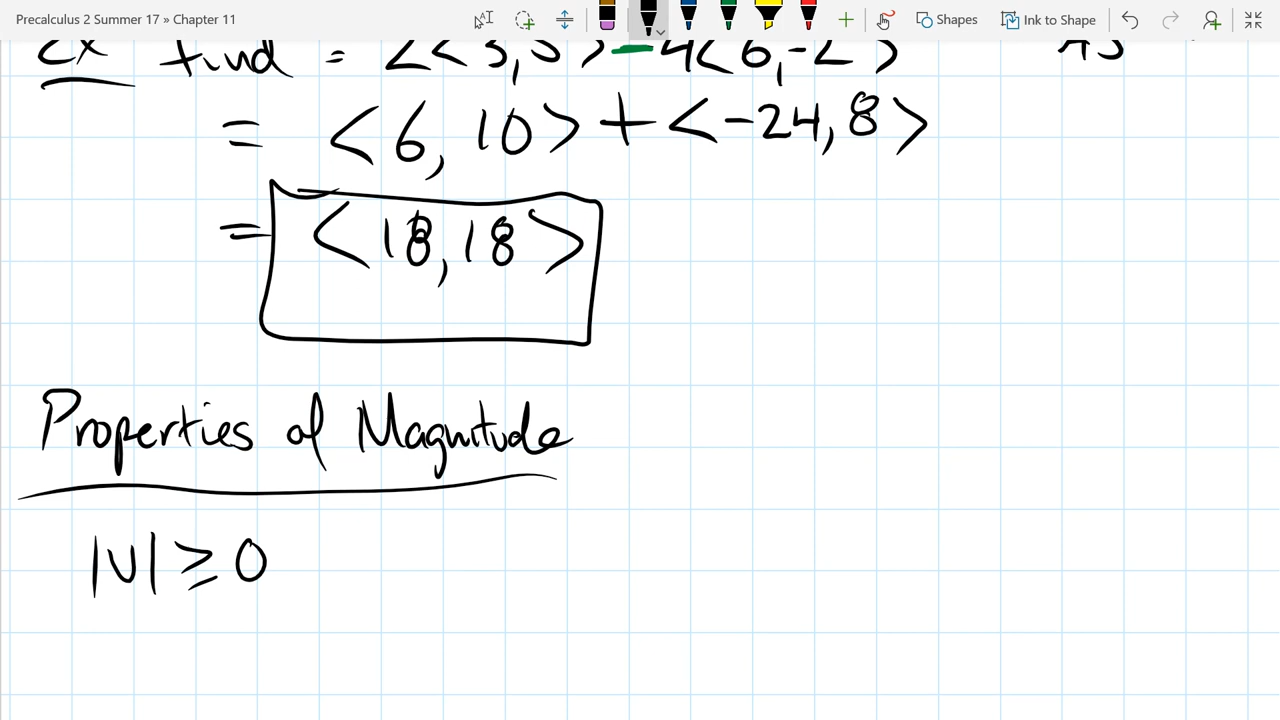 Precalculus 2 Summer 17 » Chapter 11
Shapes
Ink to Shape
Ex find = 2<3,5> - 4<6,-2>
= <6, 10> + <-24, 8>
= <18, 18>
Properties of Magnitude
|V| ≥ 0